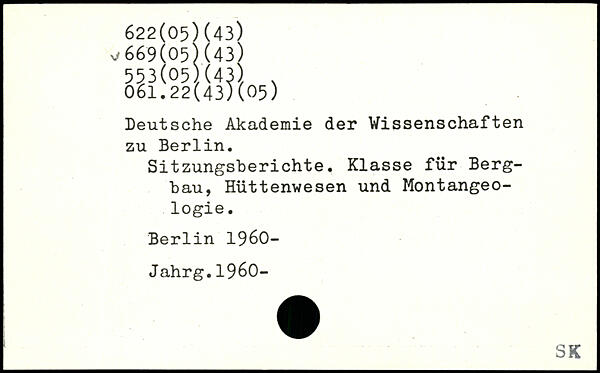 622(05)(43)
✓669(05)(43)
553(05)(43)
061.22(43)(05)
Deutsche Akademie der Wissenschaften
zu Berlin.
Sitzungsberichte. Klasse für Berg-
bau, Hüttenwesen und Montangeo-
logie.
Berlin 1960-
Jahrg.1960-
SK